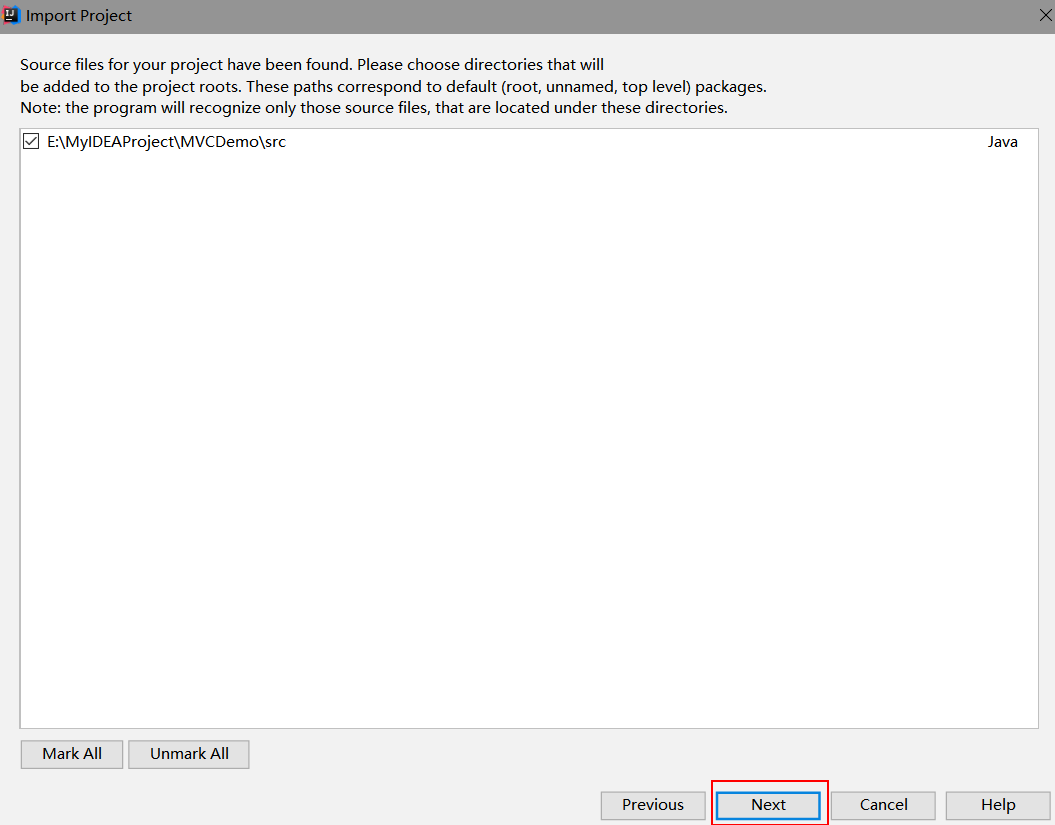 Import Project
Source files for your project have been found. Please choose directories that will
be added to the project roots. These paths correspond to default (root, unnamed, top level) packages.
Note: the program will recognize only those source files, that are located under these directories.
E:\MyIDEAProject\MVCDemo\src Java
Mark All Unmark All
Previous Next Cancel Help